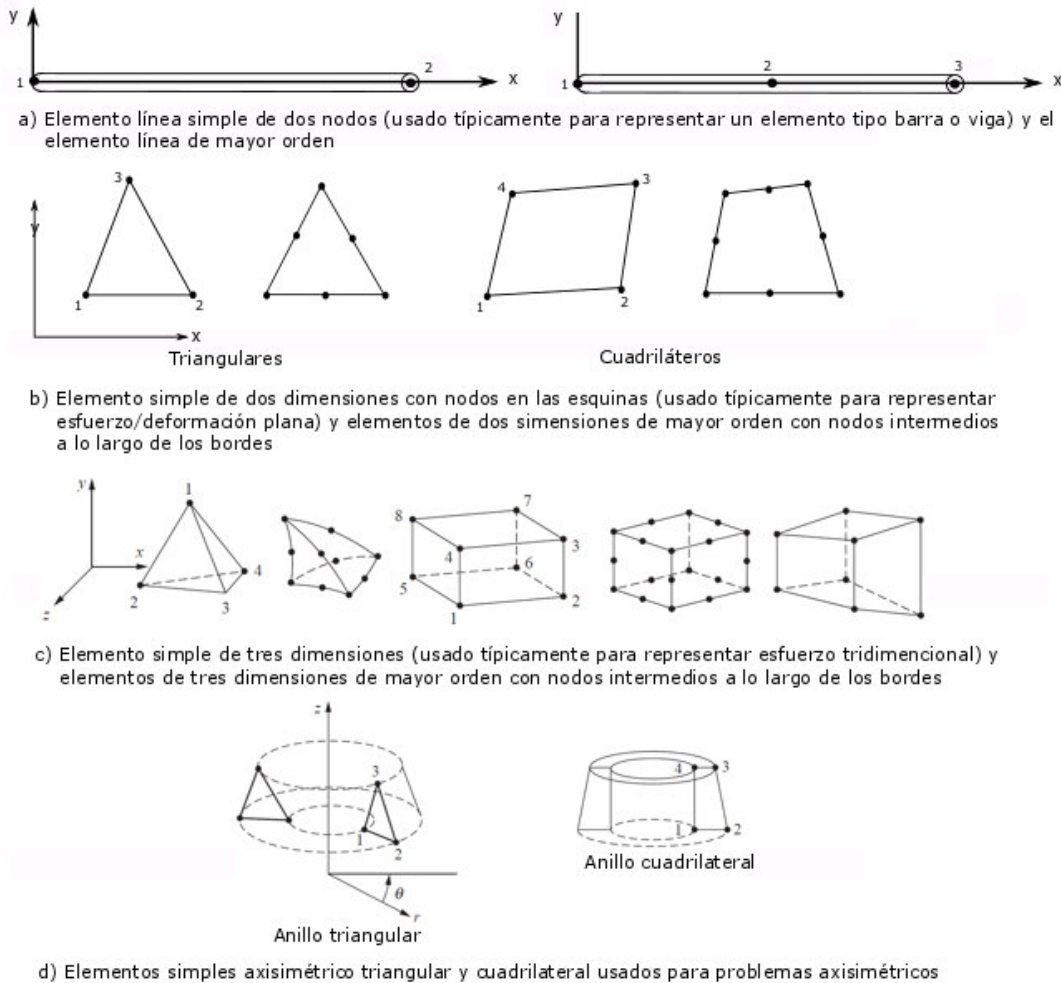 y
y
1
2
x
1
2
3
x
a) Elemento línea simple de dos nodos (usado típicamente para representar un elemento tipo barra o viga) y el
elemento línea de mayor orden
y
x
3
1
2
4
3
1
2
Triangulares
Cuadriláteros
b) Elemento simple de dos dimensiones con nodos en las esquinas (usado típicamente para representar
esfuerzo/deformación plana) y elementos de dos simensiones de mayor orden con nodos intermedios
a lo largo de los bordes
y
x
z
1
2
3
4
8
7
4
3
5
6
1
2
c) Elemento simple de tres dimensiones (usado típicamente para representar esfuerzo tridimencional) y
elementos de tres dimensiones de mayor orden con nodos intermedios a lo largo de los bordes
z
3
1
2
θ
r
4
3
1
2
Anillo cuadrilateral
Anillo triangular
d) Elementos simples axisimétrico triangular y cuadrilateral usados para problemas axisimétricos